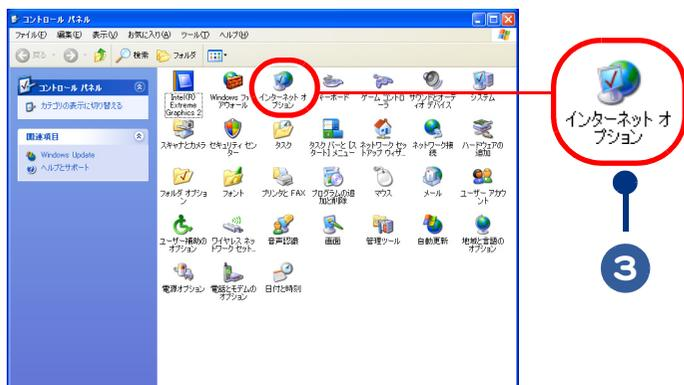 コントロール パネル
ファイル(F) 編集(E) 表示(V) お気に入り(A) ツール(T) ヘルプ(H)
戻る 検索 フォルダ
コントロール パネル
カテゴリの表示に切り替える
関連項目
Windows Update
ヘルプとサポート
Intel(R)
Extreme
Graphics 2
Windows ファ
イアウォール
インターネット オ
プション
キーボード
ゲーム コントロ
ーラ
サウンドとオーデ
ィオ デバイス
システム
スキャナとカメラ
セキュリティ セン
ター
タスク
タスク バーと [ス
タート] メニュー
ネットワーク セッ
トアップ ウィザ...
ネットワーク接
続
ハードウェアの
追加
フォルダ オプショ
ン
フォント
プリンタと FAX
プログラムの追
加と削除
マウス
メール
ユーザー アカウ
ント
ユーザー補助の
オプション
ワイヤレス ネッ
トワーク セット...
音声認識
画面
管理ツール
自動更新
地域と言語の
オプション
電源オプション
電話とモデムの
オプション
日付と時刻
インターネット オ
プション
3